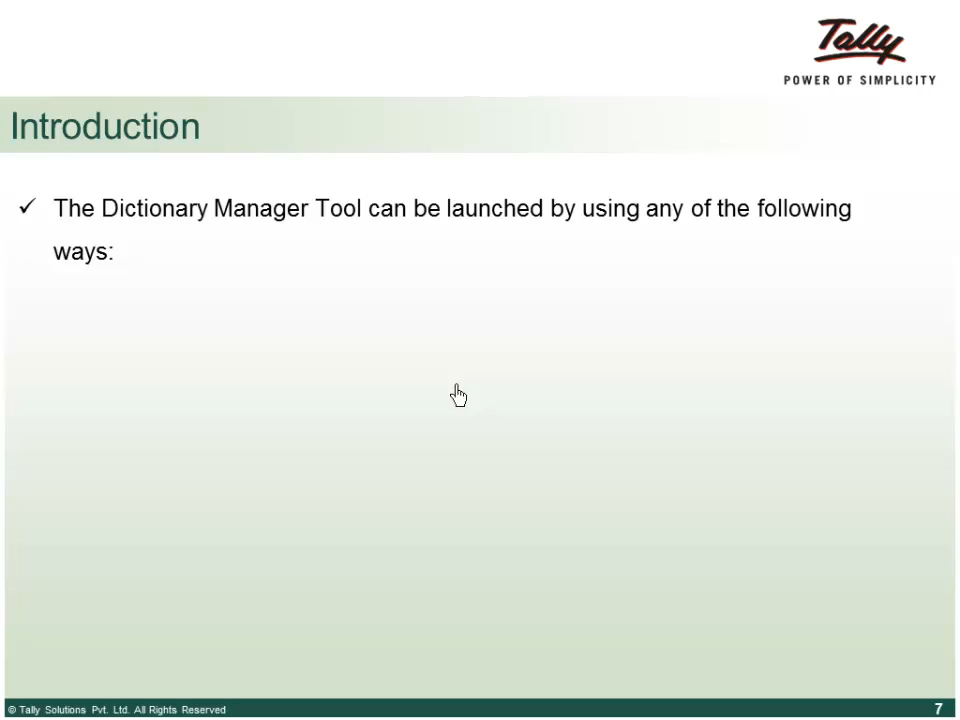 Tally
POWER OF SIMPLICITY
Introduction
✓ The Dictionary Manager Tool can be launched by using any of the following
ways:
© Tally Solutions Pvt. Ltd. All Rights Reserved
7